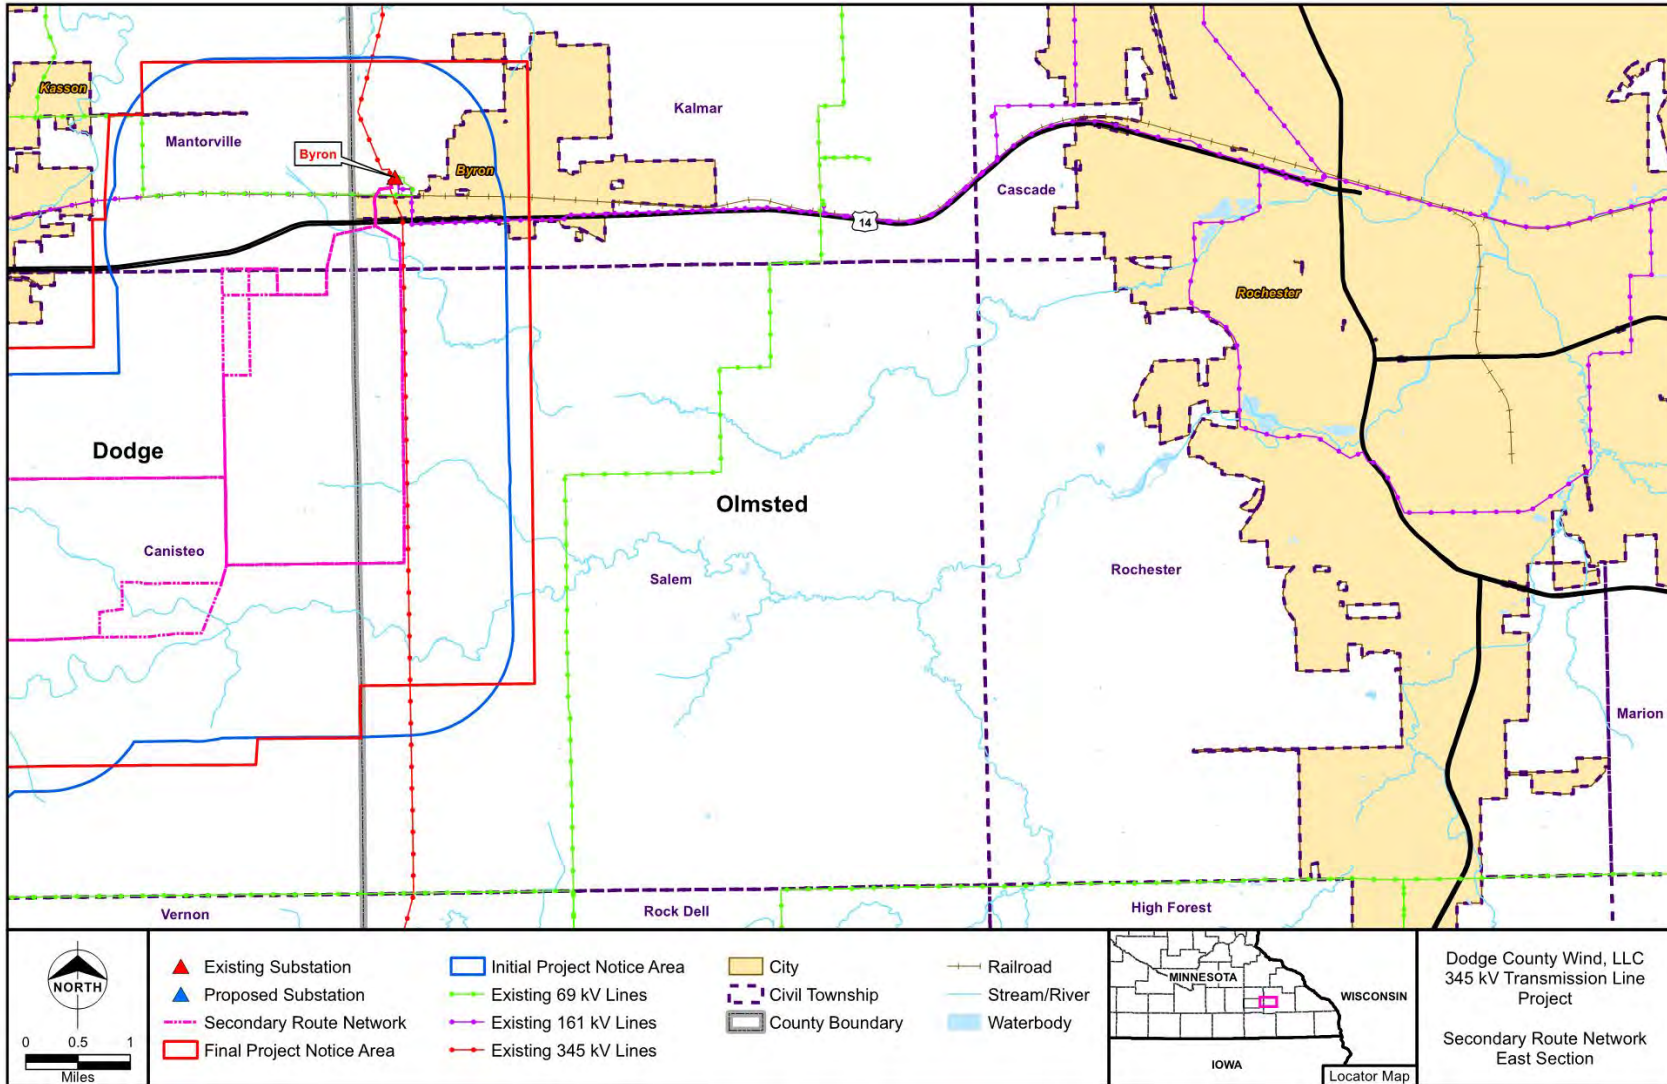 Kasson
Mantorville
Byron
Byron
Kalmar
Cascade
14
Rochester
Dodge
Olmsted
Canisteo
Salem
Rochester
Marion
Vernon
Rock Dell
High Forest
NORTH
0 0.5 1
Miles
Existing Substation
Proposed Substation
Secondary Route Network
Final Project Notice Area
Initial Project Notice Area
Existing 69 kV Lines
Existing 161 kV Lines
Existing 345 kV Lines
City
Civil Township
County Boundary
Railroad
Stream/River
Waterbody
MINNESOTA
WISCONSIN
IOWA
Locator Map
Dodge County Wind, LLC
345 kV Transmission Line
Project
Secondary Route Network
East Section